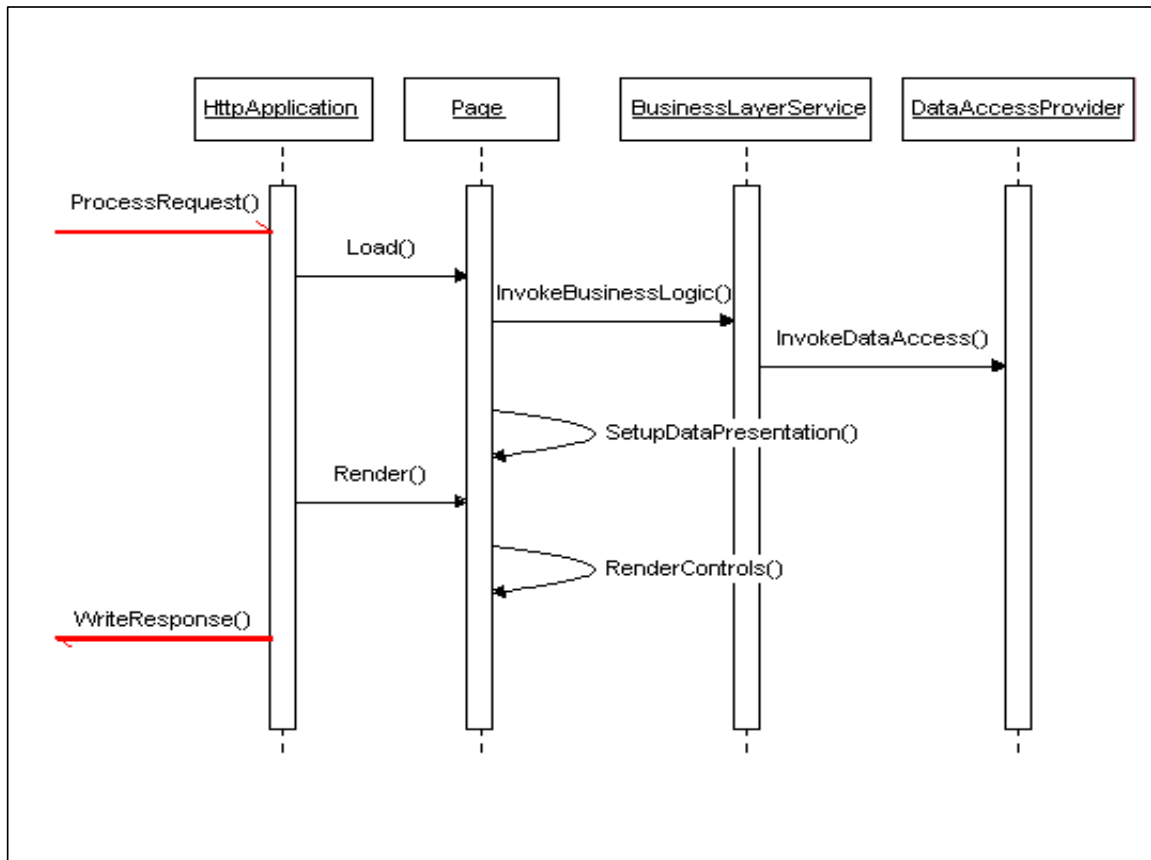 HttpApplication
Page
BusinessLayerService
DataAccessProvider
ProcessRequest()
Load()
InvokeBusinessLogic()
InvokeDataAccess()
SetupDataPresentation()
Render()
RenderControls()
WriteResponse()